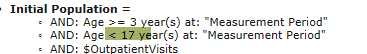 • Initial Population =
◦ AND: Age >= 3 year(s) at: "Measurement Period"
◦ AND: Age < 17 year(s) at: "Measurement Period"
◦ AND: $OutpatientVisits